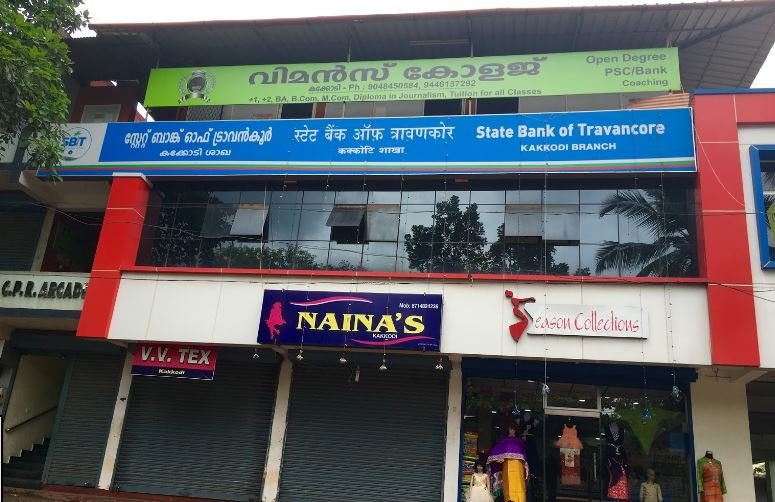 വിമൻസ് കോളജ്
കക്കോടി - Ph : 9048450584, 9446137292
+1, +2, BA, B.Com, M.Com, Diploma in Journalism, Tuition for all Classes
Open Degree
PSC/Bank
Coaching
SBT
സ്റ്റേറ്റ് ബാങ്ക് ഓഫ് ട്രാവൻകൂർ
കക്കോടി ശാഖ
स्टेट बैंक ऑफ़ त्रावणकोर
कक्कोटि शाखा
State Bank of Travancore
KAKKODI BRANCH
C.P.R. ARCADE
Mob: 8714824226
NAINA'S
KAKKODI
Season Collections
V.V. TEX
Kakkodi